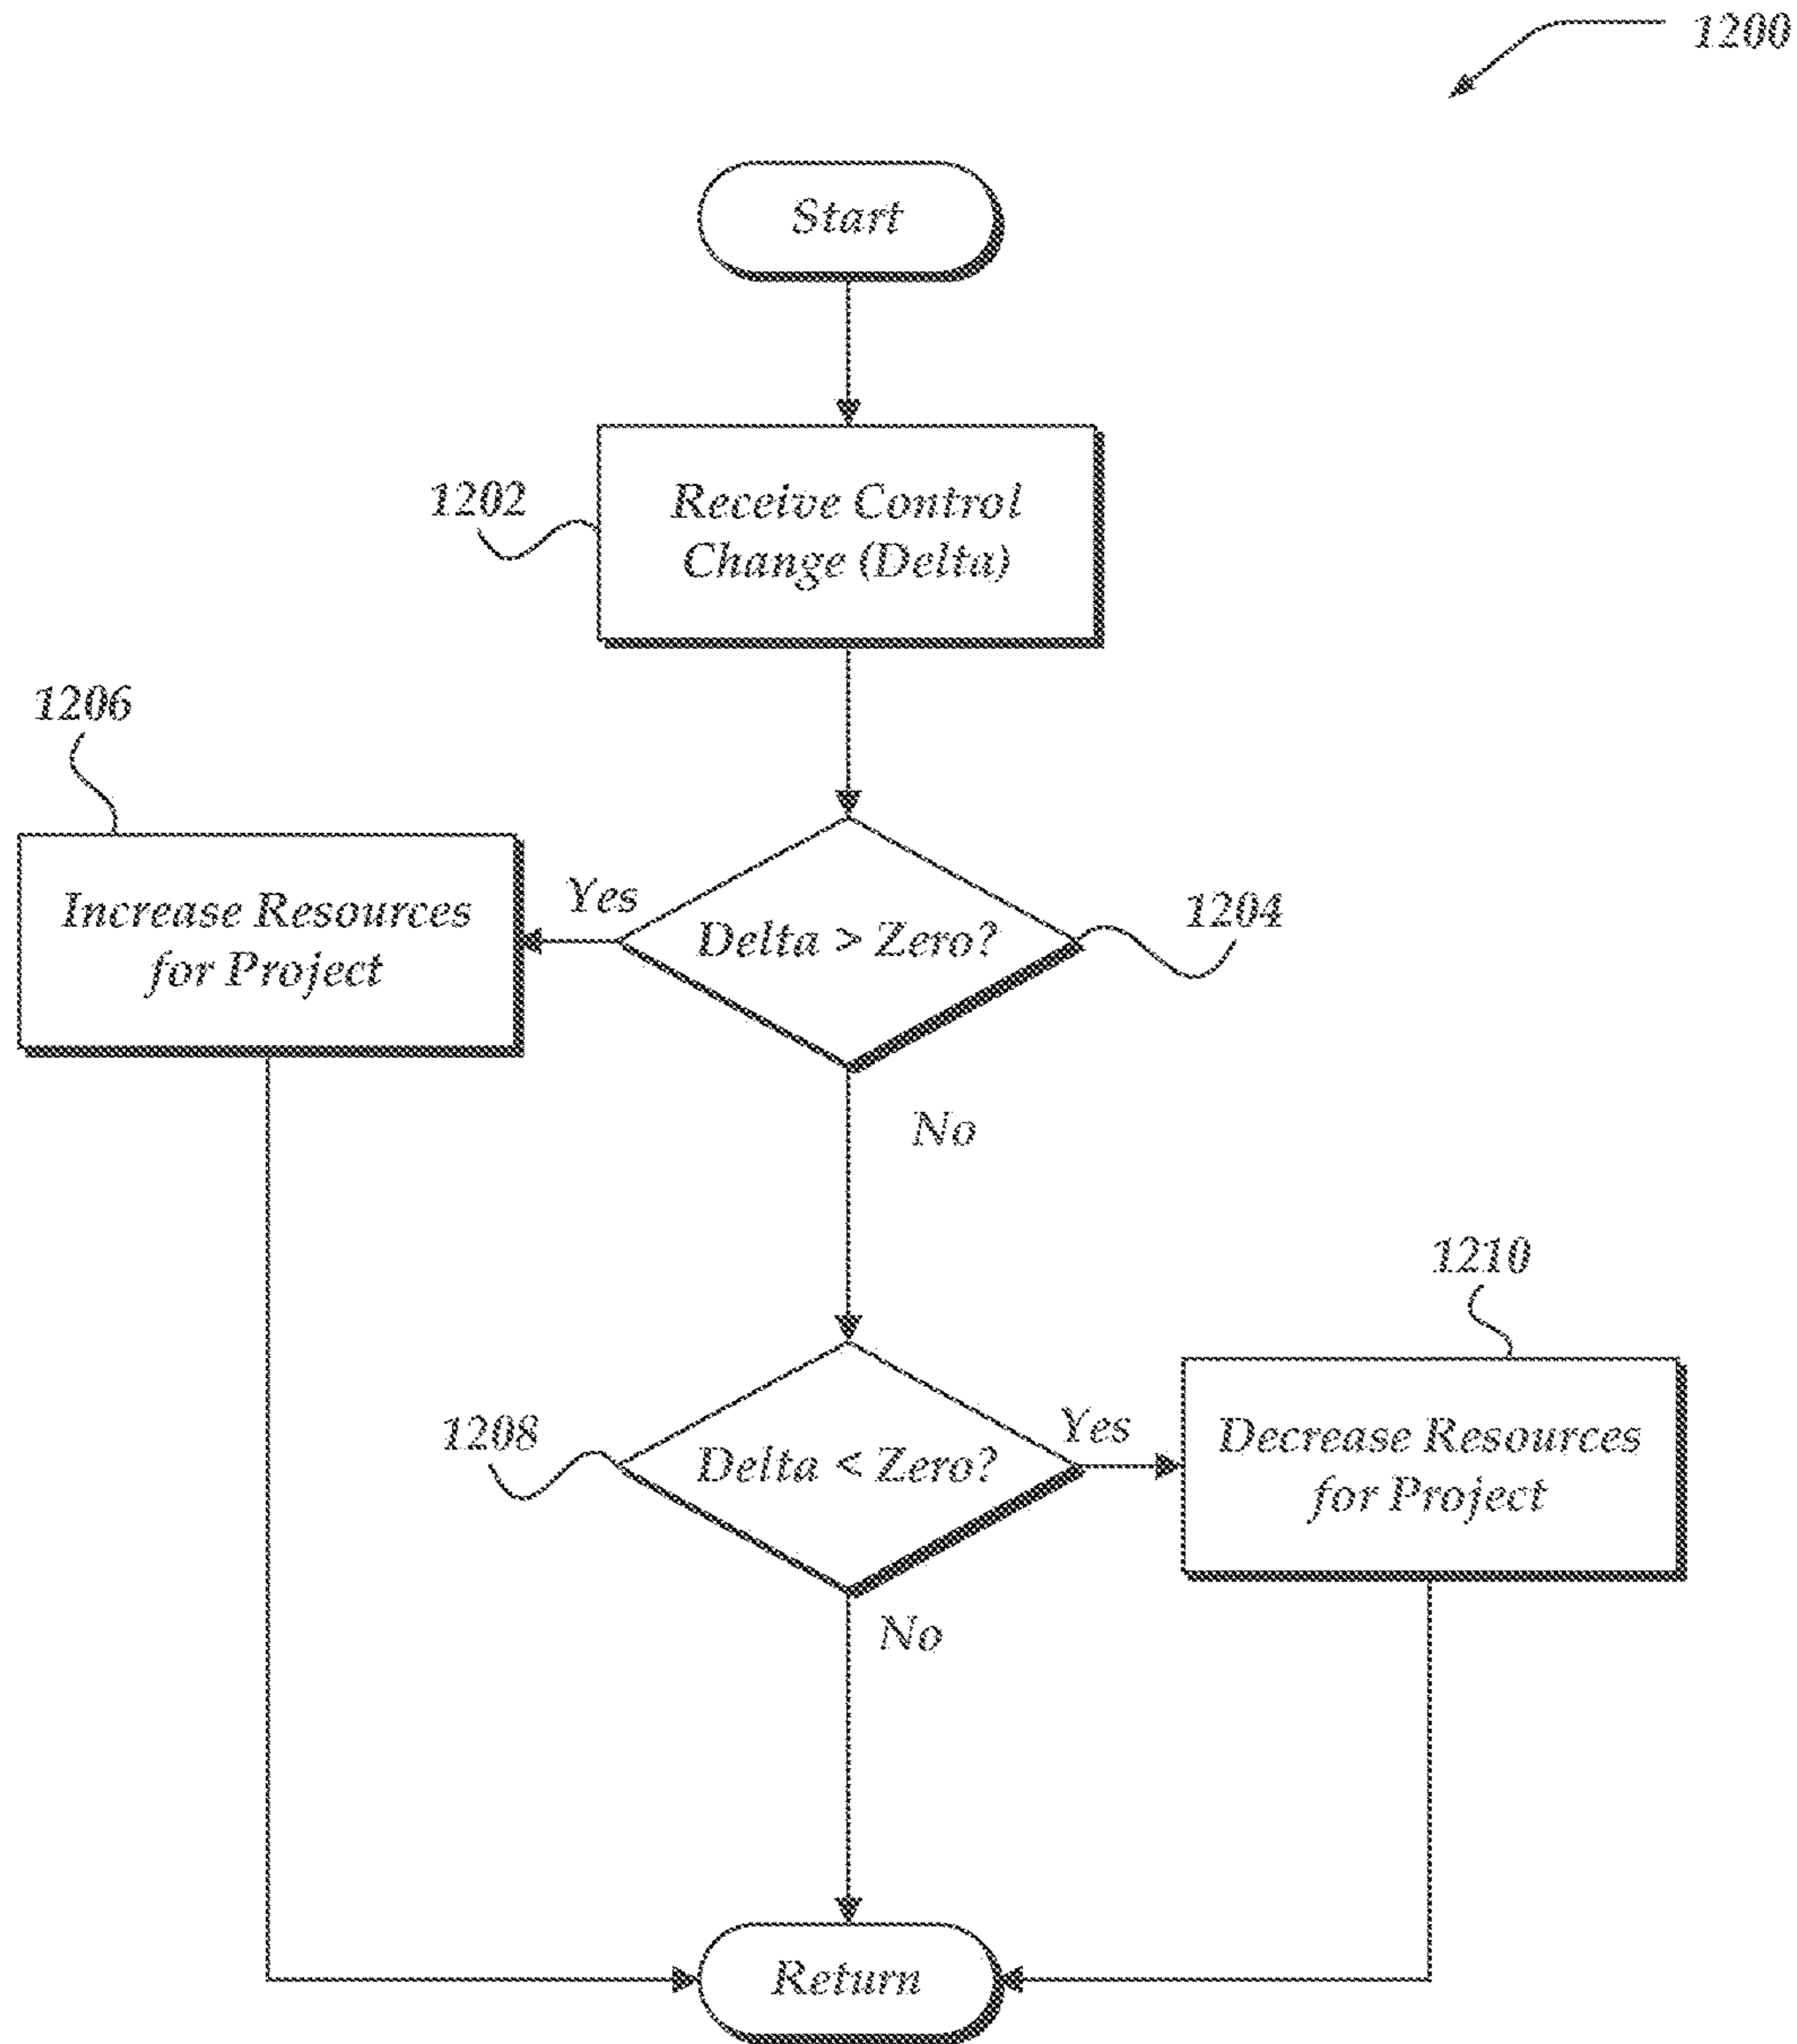 1200
Start
1202
Receive Control
Change (Delta)
1206
Increase Resources
for Project
Yes
Delta > Zero?
1204
No
1210
1208
Delta < Zero?
Yes
Decrease Resources
for Project
No
Return